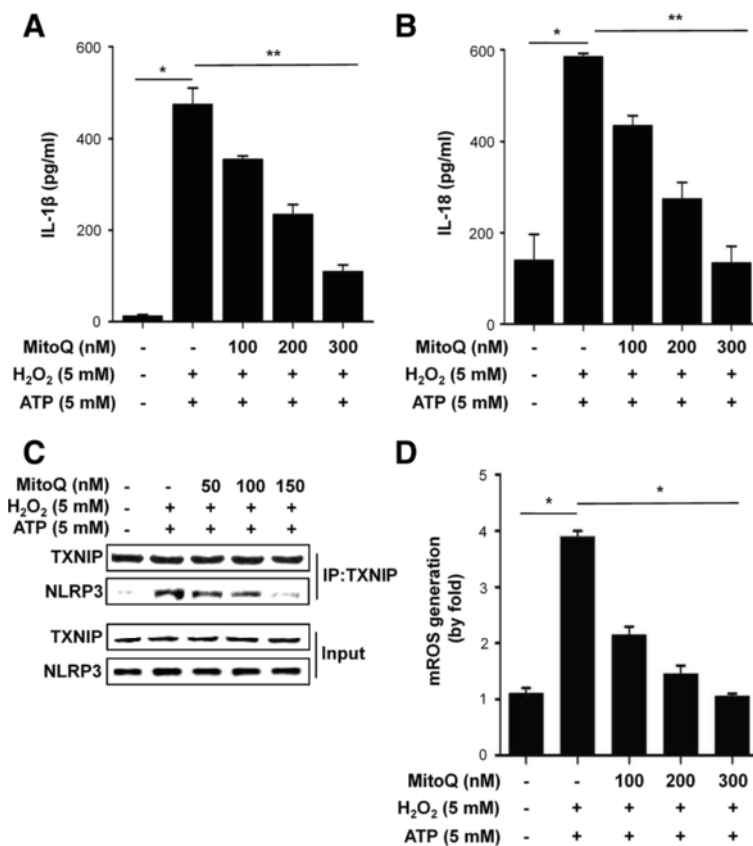 A
*
**
600
400
200
0
IL-1β (pg/ml)
MitoQ (nM) - - 100 200 300
H₂O₂ (5 mM) - + + + +
ATP (5 mM) - + + + +
B
*
**
600
400
200
0
IL-18 (pg/ml)
MitoQ (nM) - - 100 200 300
H₂O₂ (5 mM) - + + + +
ATP (5 mM) - + + + +
C
MitoQ (nM) - - 50 100 150
H₂O₂ (5 mM) - + + + +
ATP (5 mM) - + + + +
TXNIP
NLRP3
IP:TXNIP
TXNIP
NLRP3
Input
D
*
*
5
4
3
2
1
0
mROS generation
(by fold)
MitoQ (nM) - - 100 200 300
H₂O₂ (5 mM) - + + + +
ATP (5 mM) - + + + +